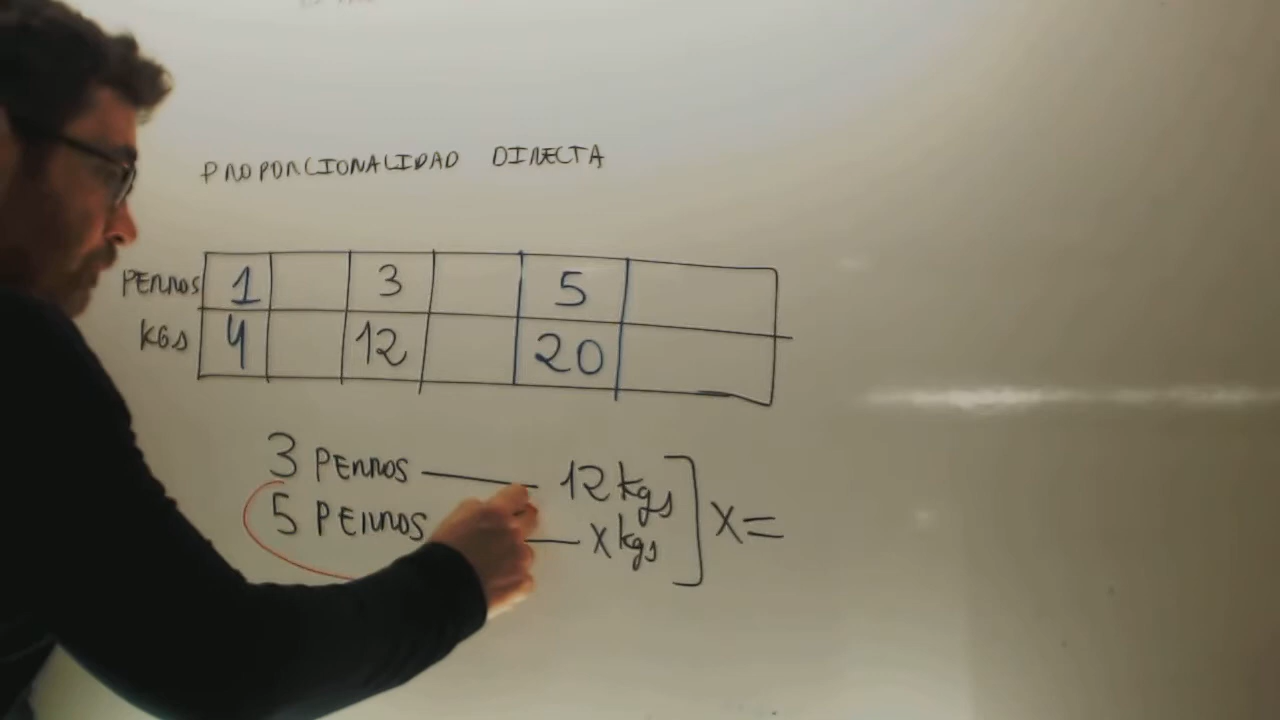 PROPORCIONALIDAD DIRECTA
PERROS 1 3 5
KGS 4 12 20
3 PERROS — 12 kgs
5 PERROS — x kgs
] X =